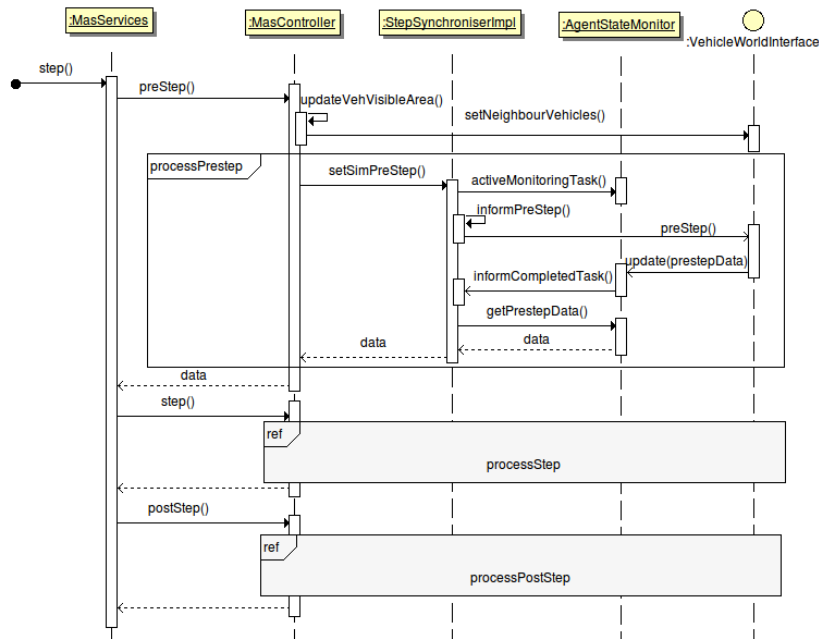 :MasServices
:MasController
:StepSynchroniserImpl
:AgentStateMonitor
:VehicleWorldInterface
step()
preStep()
updateVehVisibleArea()
setNeighbourVehicles()
processPrestep
setSimPreStep()
activeMonitoringTask()
informPreStep()
preStep()
update(prestepData)
informCompletedTask()
getPrestepData()
data
data
data
step()
ref
processStep
postStep()
ref
processPostStep